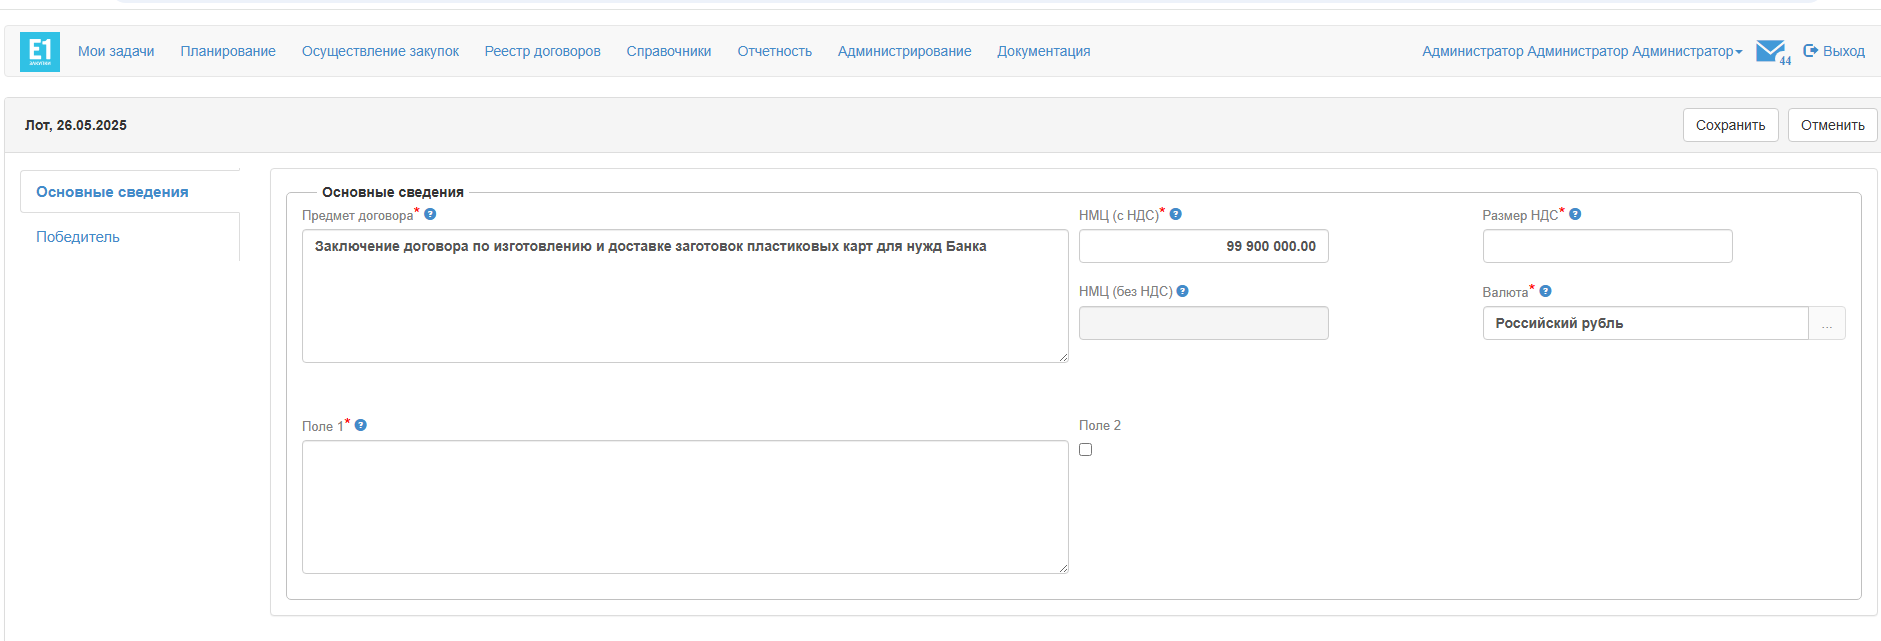 E1
ЗАКУПКИ
Мои задачи Планирование Осуществление закупок Реестр договоров Справочники Отчетность Администрирование Документация
Администратор Администратор Администратор 44 Выход
Лот, 26.05.2025
Сохранить Отменить
Основные сведения
Победитель
Основные сведения
Предмет договора* ?
Заключение договора по изготовлению и доставке заготовок пластиковых карт для нужд Банка
НМЦ (с НДС)* ?
99 900 000.00
Размер НДС* ?
НМЦ (без НДС) ?
Валюта* ?
Российский рубль ...
Поле 1* ?
Поле 2